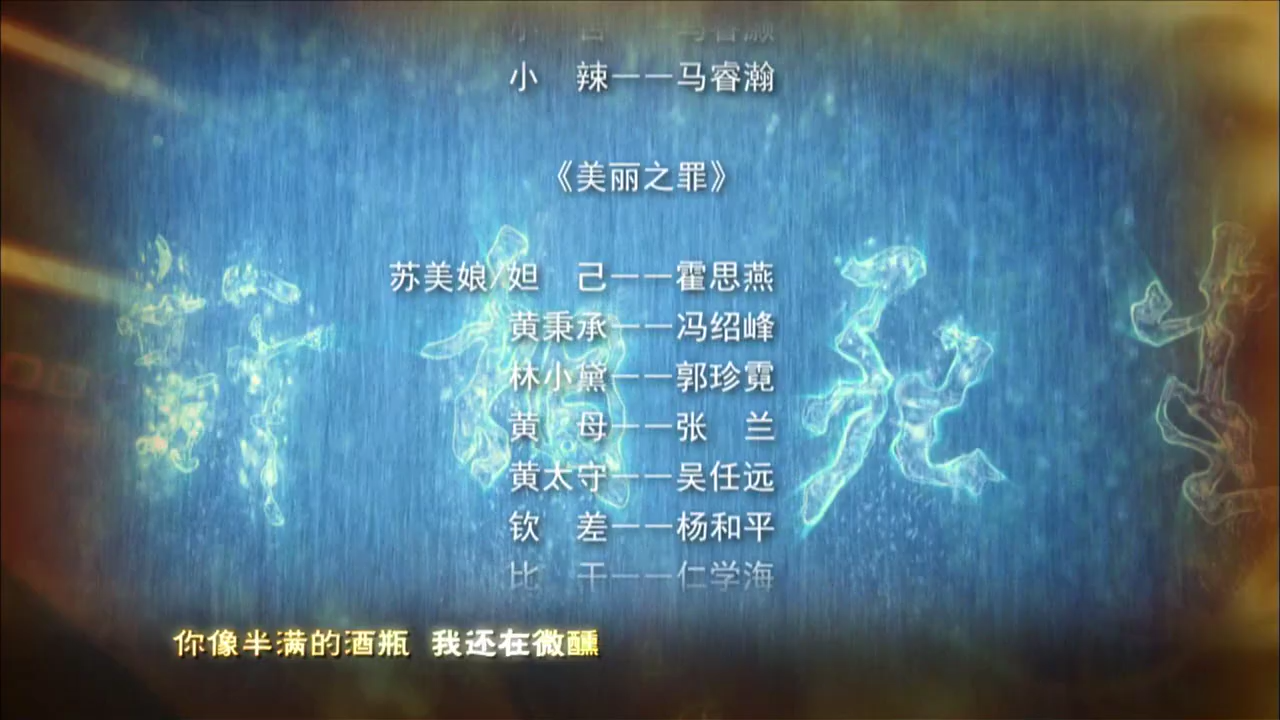 小　辣——马睿瀚
《美丽之罪》
苏美娘/妲　己——霍思燕
黄秉承——冯绍峰
林小黛——郭珍霓
黄　母——张　兰
黄太守——吴任远
钦　差——杨和平
比　干——仁学海
你像半满的酒瓶 我还在微醺